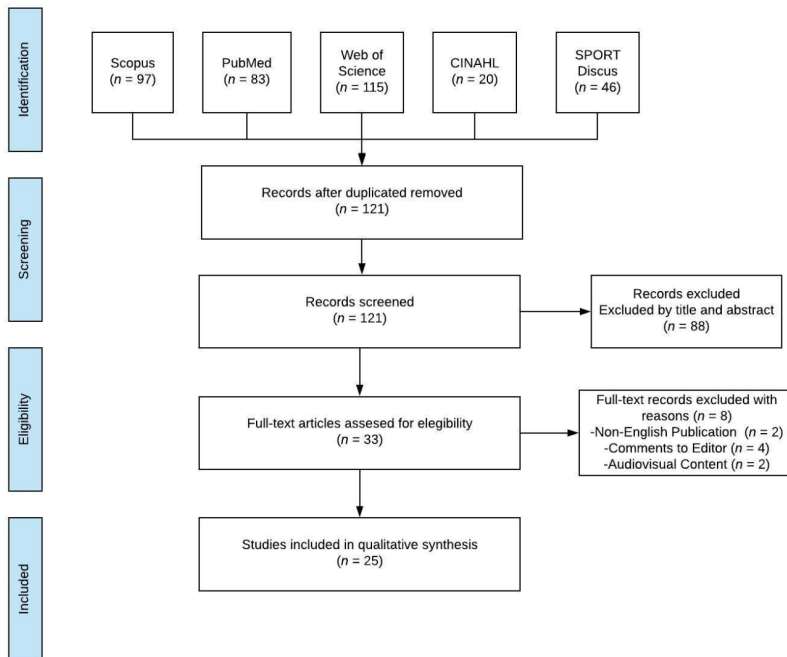 Identification
Scopus
(n = 97)
PubMed
(n = 83)
Web of
Science
(n = 115)
CINAHL
(n = 20)
SPORT
Discus
(n = 46)
Screening
Records after duplicated removed
(n = 121)
Records screened
(n = 121)
Records excluded
Excluded by title and abstract
(n = 88)
Eligibility
Full-text articles assesed for elegibility
(n = 33)
Full-text records excluded with
reasons (n = 8)
-Non-English Publication (n = 2)
-Comments to Editor (n = 4)
-Audiovisual Content (n = 2)
Included
Studies included in qualitative synthesis
(n = 25)